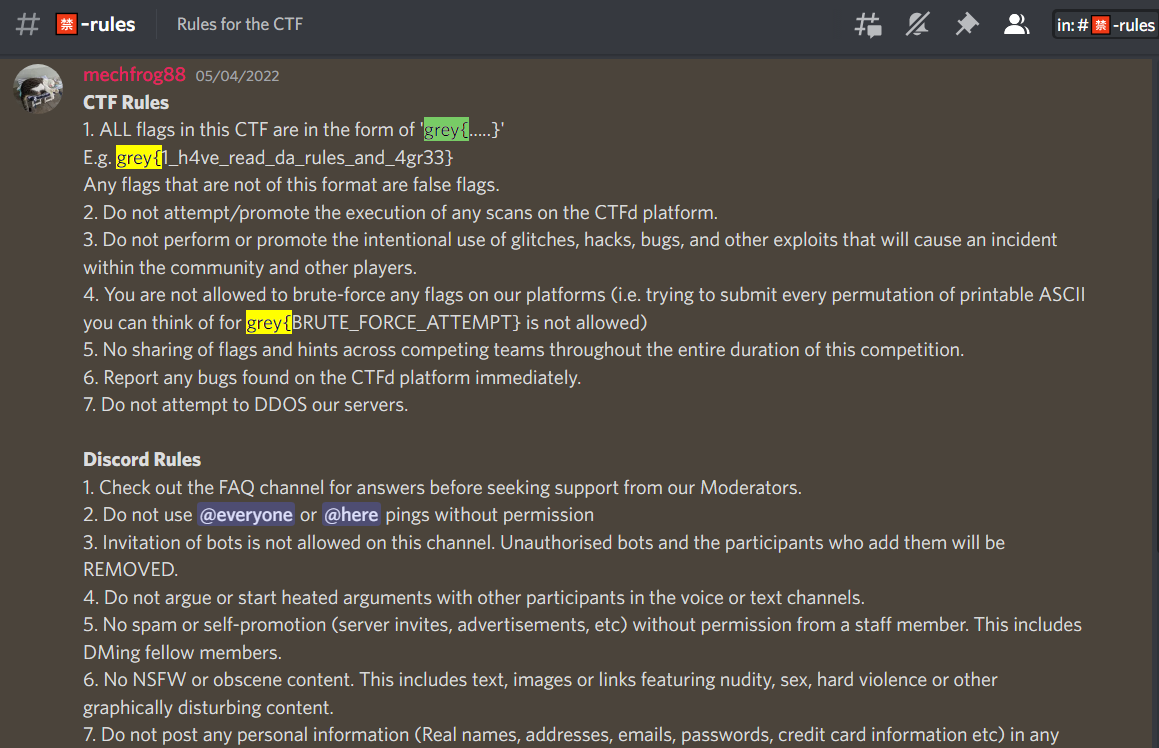 # 禁-rules Rules for the CTF in: # 禁-rules
mechfrog88 05/04/2022
CTF Rules
1. ALL flags in this CTF are in the form of 'grey{.....}'
E.g. grey{1_h4ve_read_da_rules_and_4gr33}
Any flags that are not of this format are false flags.
2. Do not attempt/promote the execution of any scans on the CTFd platform.
3. Do not perform or promote the intentional use of glitches, hacks, bugs, and other exploits that will cause an incident
within the community and other players.
4. You are not allowed to brute-force any flags on our platforms (i.e. trying to submit every permutation of printable ASCII
you can think of for grey{BRUTE_FORCE_ATTEMPT} is not allowed)
5. No sharing of flags and hints across competing teams throughout the entire duration of this competition.
6. Report any bugs found on the CTFd platform immediately.
7. Do not attempt to DDOS our servers.
Discord Rules
1. Check out the FAQ channel for answers before seeking support from our Moderators.
2. Do not use @everyone or @here pings without permission
3. Invitation of bots is not allowed on this channel. Unauthorised bots and the participants who add them will be
REMOVED.
4. Do not argue or start heated arguments with other participants in the voice or text channels.
5. No spam or self-promotion (server invites, advertisements, etc) without permission from a staff member. This includes
DMing fellow members.
6. No NSFW or obscene content. This includes text, images or links featuring nudity, sex, hard violence or other
graphically disturbing content.
7. Do not post any personal information (Real names, addresses, emails, passwords, credit card information etc) in any